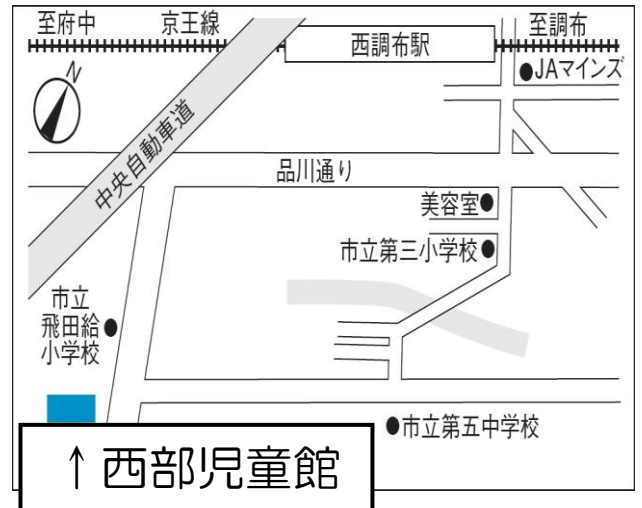 至府中
京王線
西調布駅
至調布
JAマインズ
N
中央自動車道
品川通り
美容室
市立第三小学校
市立
飛田給
小学校
市立第五中学校
↑西部児童館